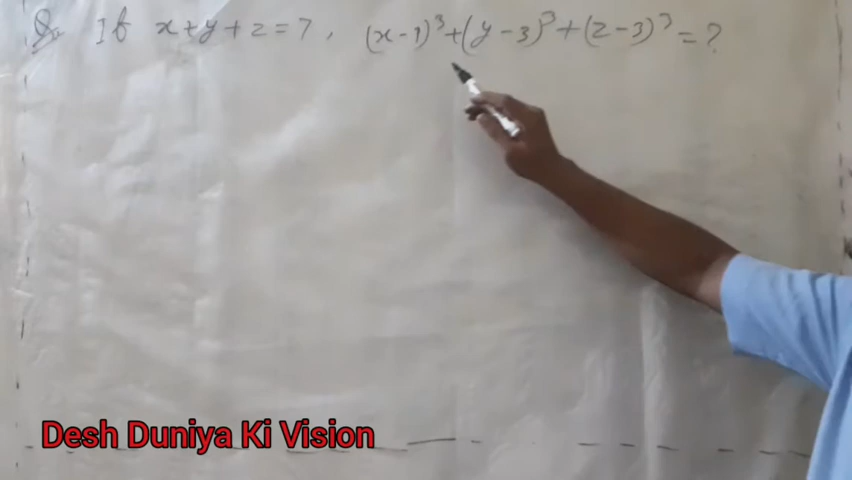 Q. If x+y+z=7, (x-1)³+(y-3)³+(z-3)³=?
Desh Duniya Ki Vision